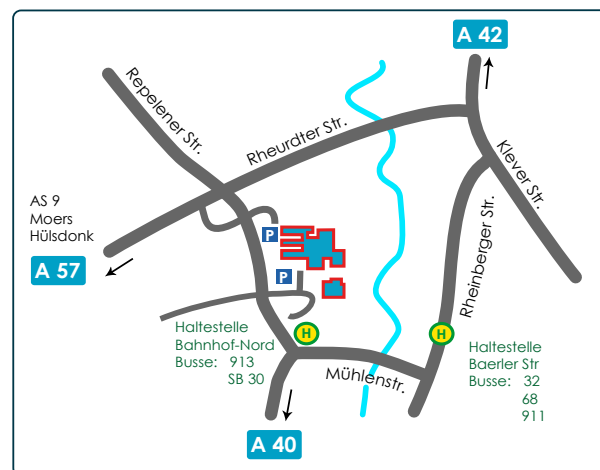 A 42
Repelener Str.
Rheurdter Str.
Klever Str.
AS 9
Moers
Hülsdonk
A 57
P
P
Rheinberger Str.
H
H
Haltestelle
Bahnhof-Nord
Busse: 913
SB 30
Haltestelle
Baerler Str
Busse: 32
68
911
Mühlenstr.
A 40